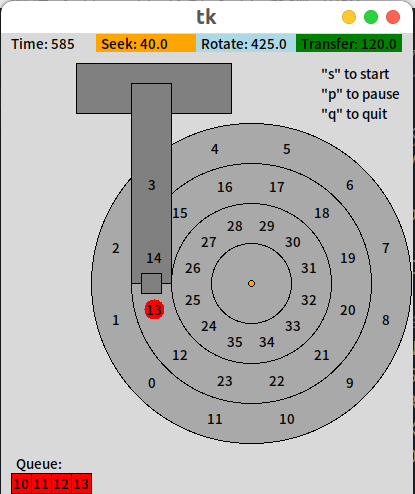 tk
Time: 585 Seek: 40.0 Rotate: 425.0 Transfer: 120.0
"s" to start
"p" to pause
"q" to quit
4 5
3 16 17 6
15 18
28 29
2 27 30 7
14 26 31 19
25 32
1 13 24 33 20 8
35 34
12 21
0 23 22 9
11 10
Queue:
10 11 12 13